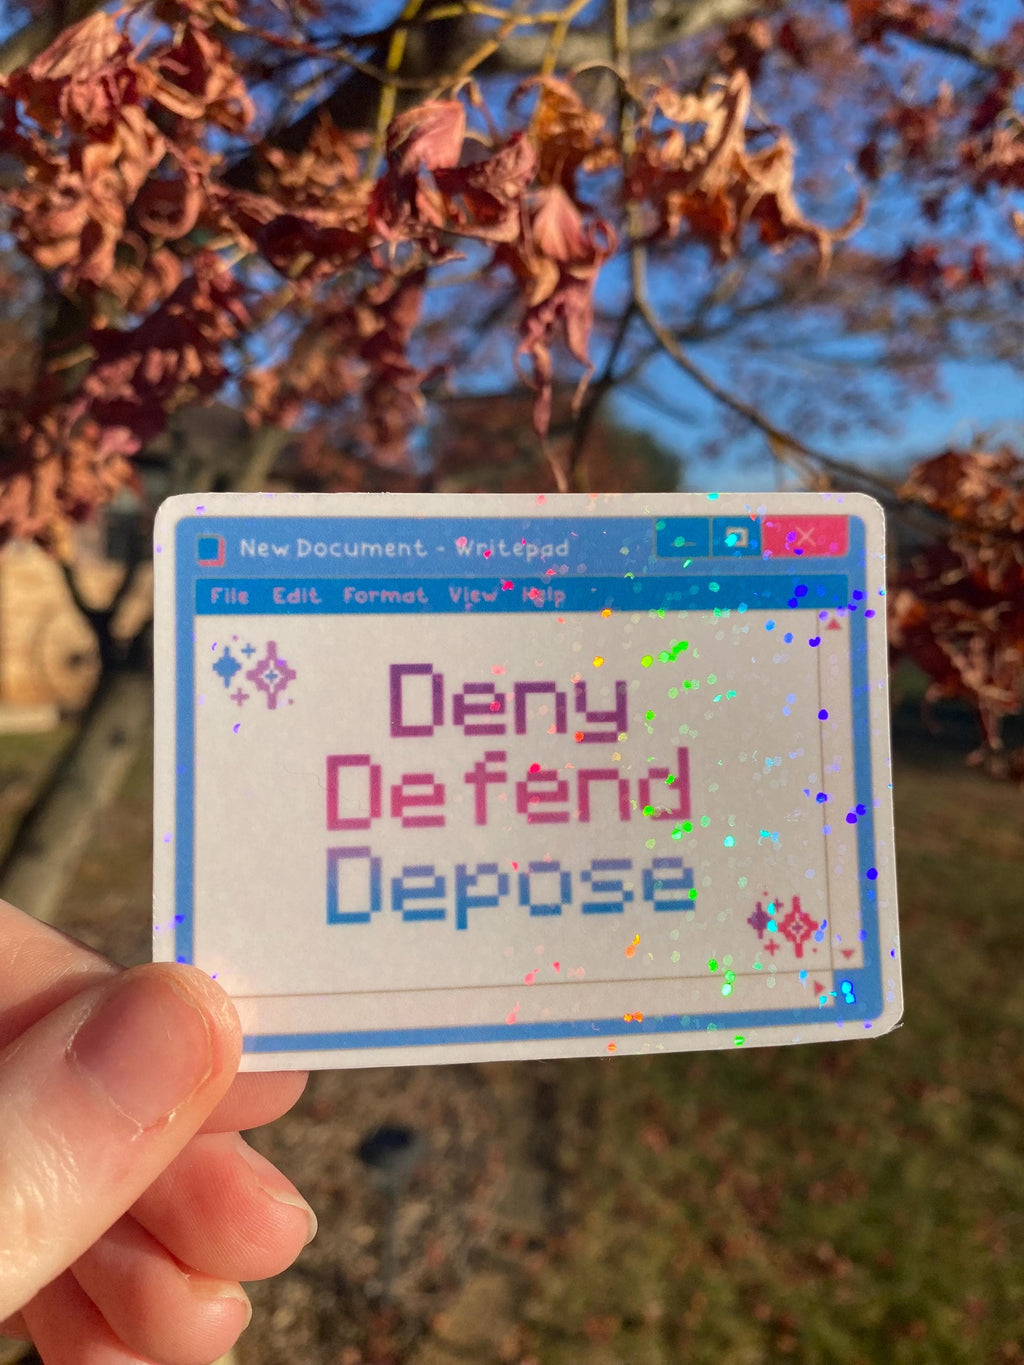 New Document - Writepad
File Edit Format View Help
Deny
Defend
Depose